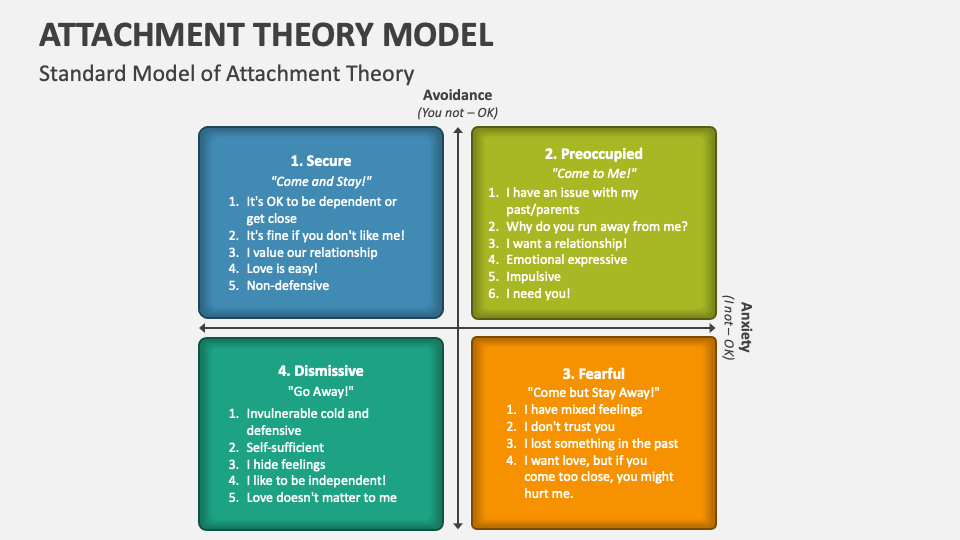 ATTACHMENT THEORY MODEL
Standard Model of Attachment Theory
Avoidance
(You not – OK)
1. Secure
"Come and Stay!"
1. It's OK to be dependent or
get close
2. It's fine if you don't like me!
3. I value our relationship
4. Love is easy!
5. Non-defensive
2. Preoccupied
"Come to Me!"
1. I have an issue with my
past/parents
2. Why do you run away from me?
3. I want a relationship!
4. Emotional expressive
5. Impulsive
6. I need you!
Anxiety
(I not – OK)
4. Dismissive
"Go Away!"
1. Invulnerable cold and
defensive
2. Self-sufficient
3. I hide feelings
4. I like to be independent!
5. Love doesn't matter to me
3. Fearful
"Come but Stay Away!"
1. I have mixed feelings
2. I don't trust you
3. I lost something in the past
4. I want love, but if you
come too close, you might
hurt me.